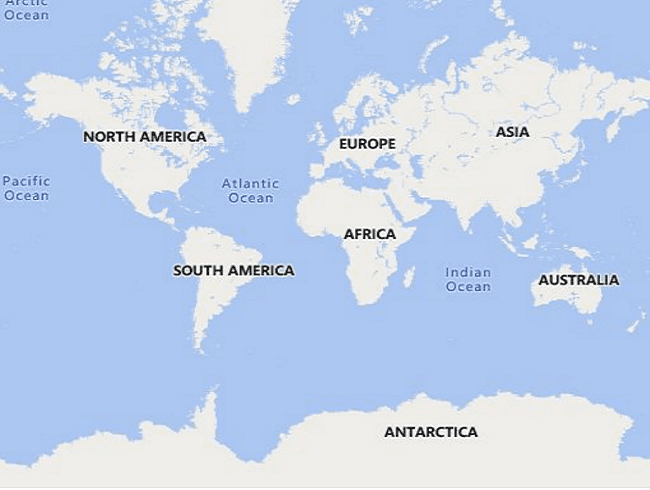 Arctic
Ocean
NORTH AMERICA
EUROPE
ASIA
Pacific
Ocean
Atlantic
Ocean
AFRICA
SOUTH AMERICA
Indian
Ocean
AUSTRALIA
ANTARCTICA